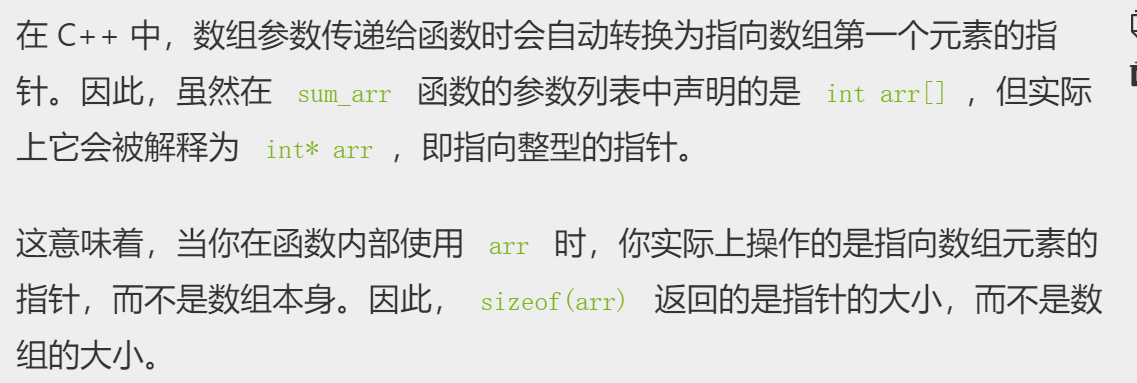 在 C++ 中，数组参数传递给函数时会自动转换为指向数组第一个元素的指
针。因此，虽然在 sum_arr 函数的参数列表中声明的是 int arr[] ，但实际
上它会被解释为 int* arr ，即指向整型的指针。
这意味着，当你在函数内部使用 arr 时，你实际上操作的是指向数组元素的
指针，而不是数组本身。因此， sizeof(arr) 返回的是指针的大小，而不是数
组的大小。